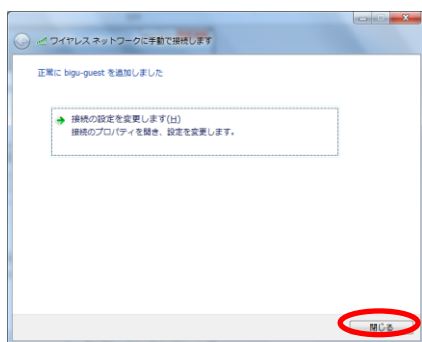 ワイヤレス ネットワークに手動で接続します
正常に bigu-guest を追加しました
接続の設定を変更します(H)
接続のプロパティを開き、設定を変更します。
閉じる